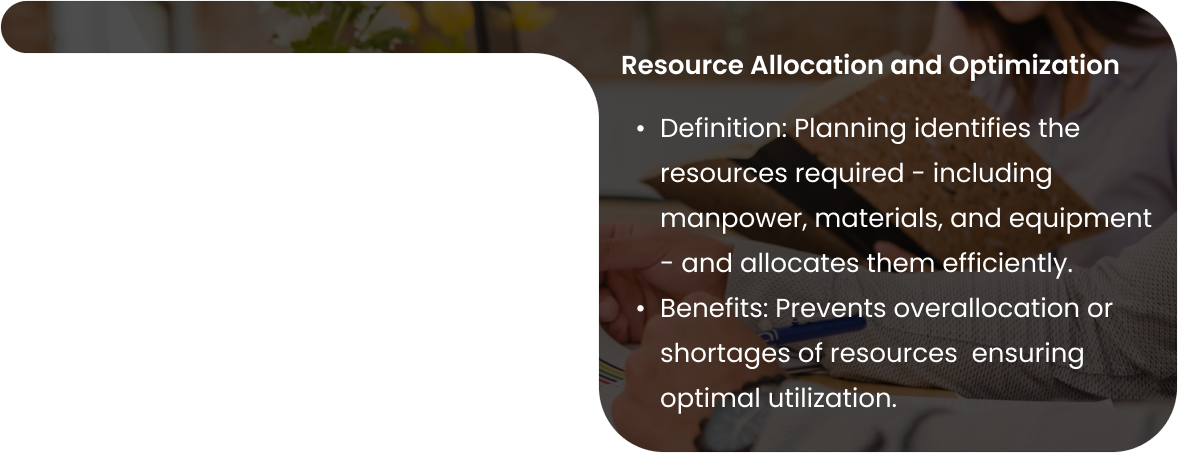 Resource Allocation and Optimization
• Definition: Planning identifies the
resources required - including
manpower, materials, and equipment
- and allocates them efficiently.
• Benefits: Prevents overallocation or
shortages of resources  ensuring
optimal utilization.